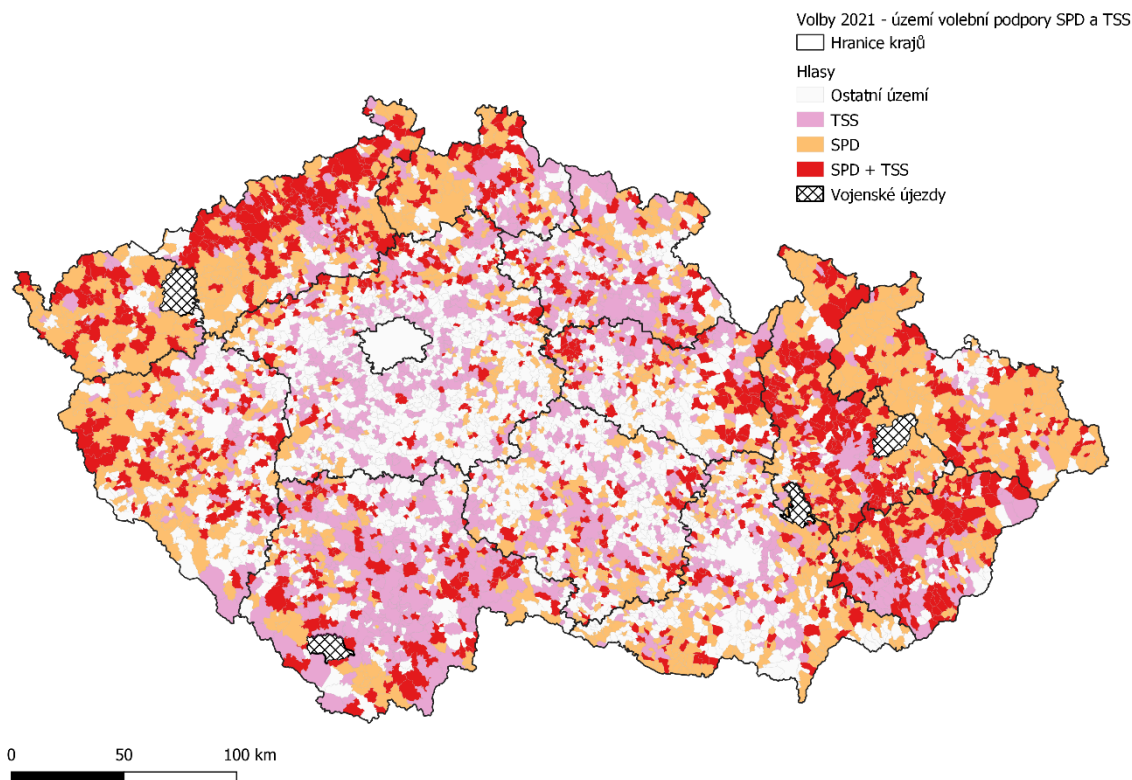 Volby 2021 - území volební podpory SPD a TSS
Hranice krajů
Hlasy
Ostatní území
TSS
SPD
SPD + TSS
Vojenské újezdy
0 50 100 km